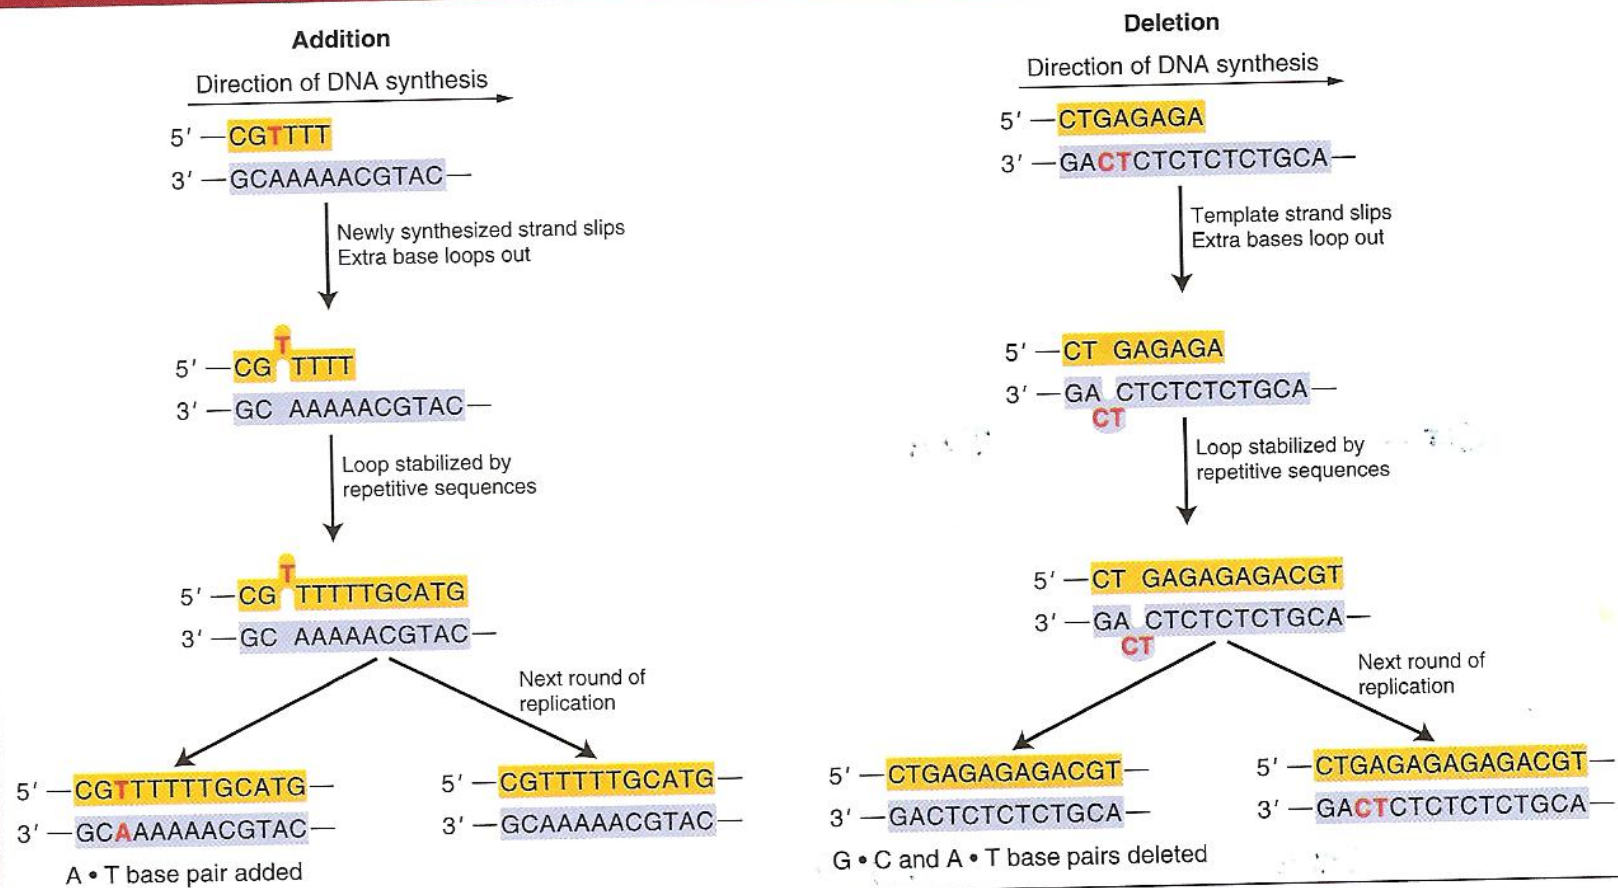 Addition
Direction of DNA synthesis
5′ —CGTTTT
3′ —GCAAAAACGTAC—
Newly synthesized strand slips
Extra base loops out
T
5′ —CG TTTT
3′ —GC AAAAACGTAC—
Loop stabilized by
repetitive sequences
T
5′ —CG TTTTTGCATG
3′ —GC AAAAACGTAC—
Next round of
replication
5′ —CGTTTTTTGCATG—
3′ —GCAAAAAACGTAC—
A • T base pair added
5′ —CGTTTTTGCATG—
3′ —GCAAAAACGTAC—
Deletion
Direction of DNA synthesis
5′ —CTGAGAGA
3′ —GACTCTCTCTCTGCA—
Template strand slips
Extra bases loop out
5′ —CT GAGAGA
3′ —GA CTCTCTCTGCA—
CT
Loop stabilized by
repetitive sequences
5′ —CT GAGAGAGACGT
3′ —GA CTCTCTCTGCA—
CT
Next round of
replication
5′ —CTGAGAGAGACGT—
3′ —GACTCTCTCTGCA—
G • C and A • T base pairs deleted
5′ —CTGAGAGAGAGACGT—
3′ —GACTCTCTCTCTGCA—